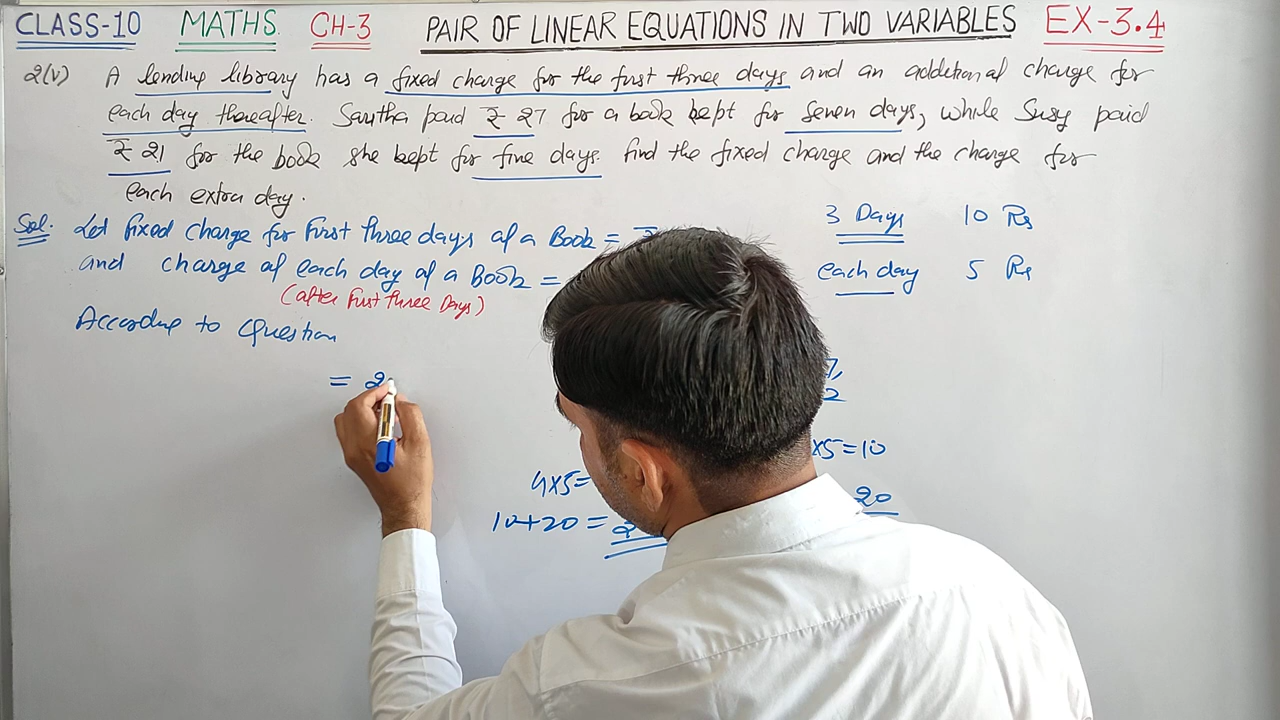 CLASS-10 MATHS CH-3 PAIR OF LINEAR EQUATIONS IN TWO VARIABLES EX-3.4
2(v) A lending library has a fixed charge for the first three days and an additional charge for
each day thereafter. Saritha paid ₹ 27 for a book kept for seven days, while Susy paid
₹ 21 for the book she kept for five days. find the fixed charge and the charge for
each extra day.
Sol. Let fixed charge for First three days of a Book = ₹
and charge of each day of a Book =
(after First three Days)
According to Question
= 2
3 Days 10 Rs
each day 5 Rs
7,
2
x5=10
20
4x5=
10+20 =